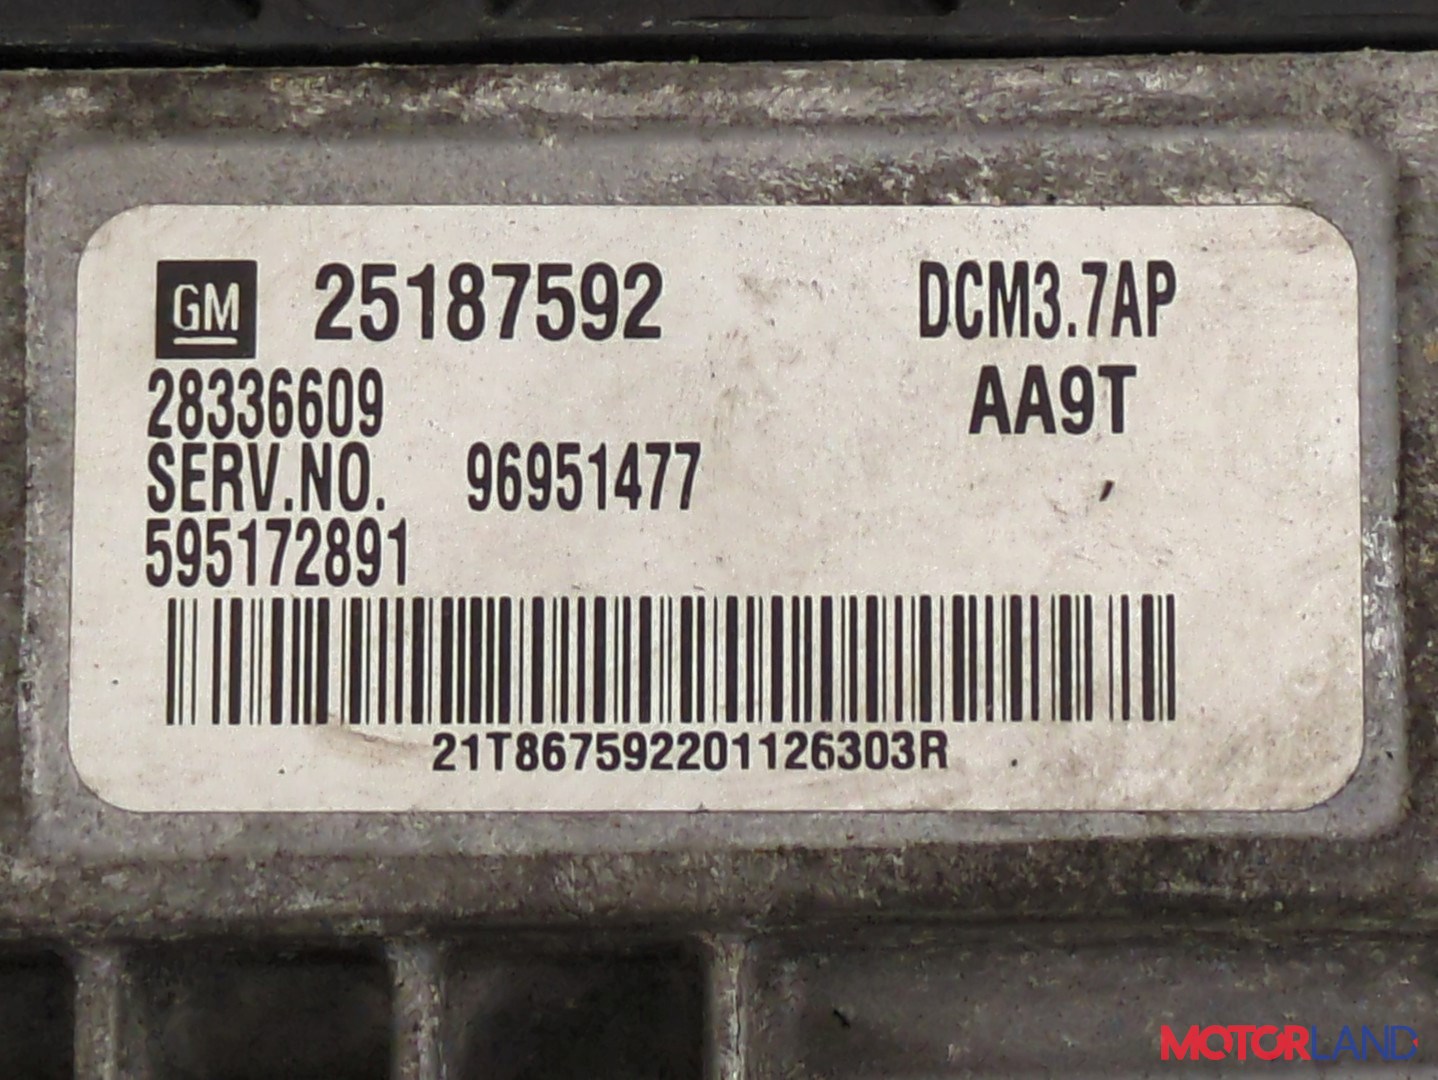 GM 25187592 DCM3.7AP
28336609 AA9T
SERV.NO. 96951477
595172891
21T867592201126303R
MOTORLAND